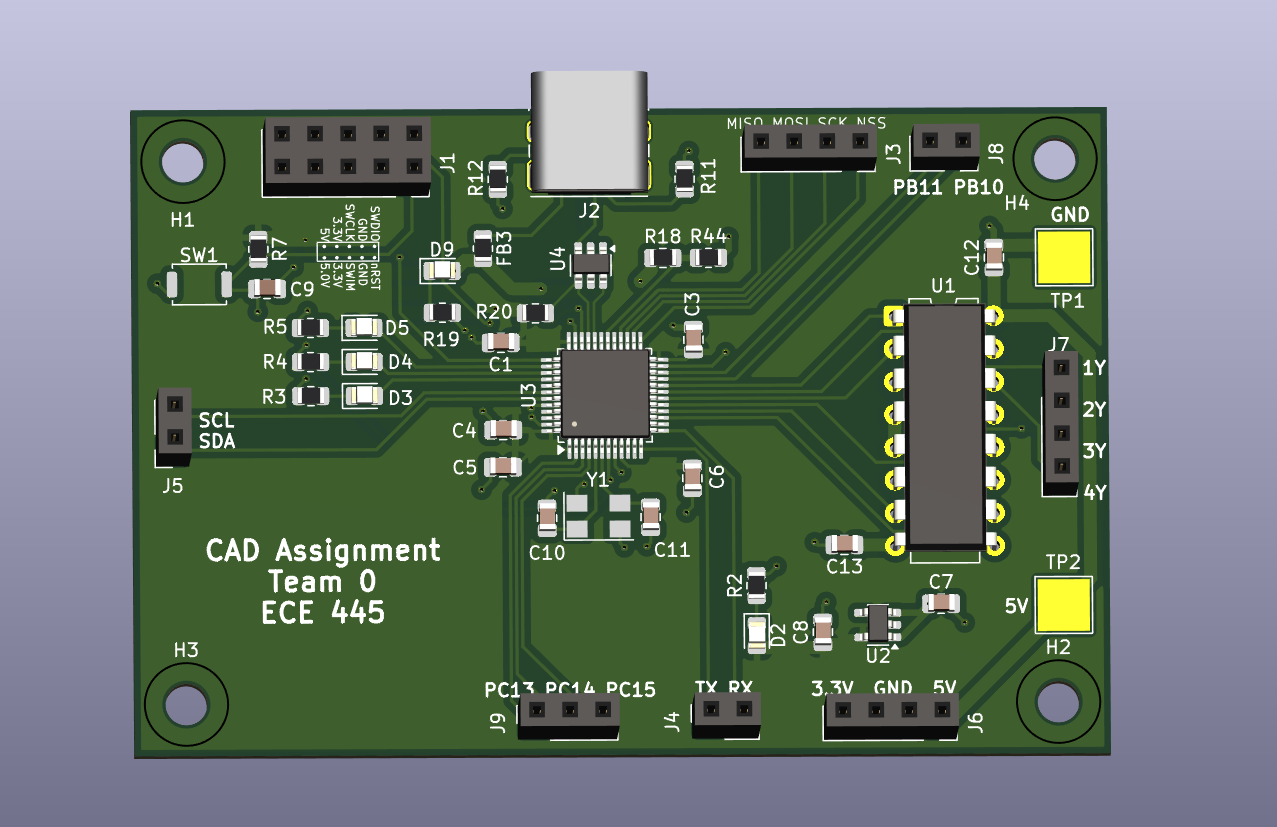 MISO MOSI SCK NSS
J1
R12
R11
J3
J8
PB11 PB10
H1
J2
H4
GND
SWDIO
GND
SWCLK
3.3V
5V
nRST
GND
SWIM
3.3V
5.0V
SW1
R7
D9
FB3
U4
R18 R44
C12
C9
U1
TP1
R5
D5
R19
R20
C1
C3
J7
R4
D4
1Y
R3
D3
U3
2Y
SCL
SDA
C4
3Y
J5
C5
Y1
C6
4Y
C10
C11
CAD Assignment
Team 0
ECE 445
C13
TP2
R2
C7
5V
D2
C8
U2
H2
H3
PC13 PC14 PC15
TX RX
3.3V GND 5V
J9
J4
J6